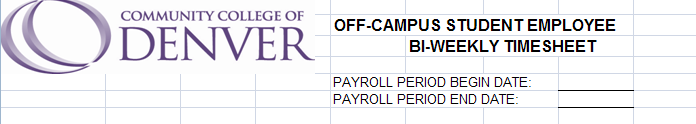 COMMUNITY COLLEGE OF
DENVER
OFF-CAMPUS STUDENT EMPLOYEE
BI-WEEKLY TIMESHEET
PAYROLL PERIOD BEGIN DATE:
PAYROLL PERIOD END DATE: